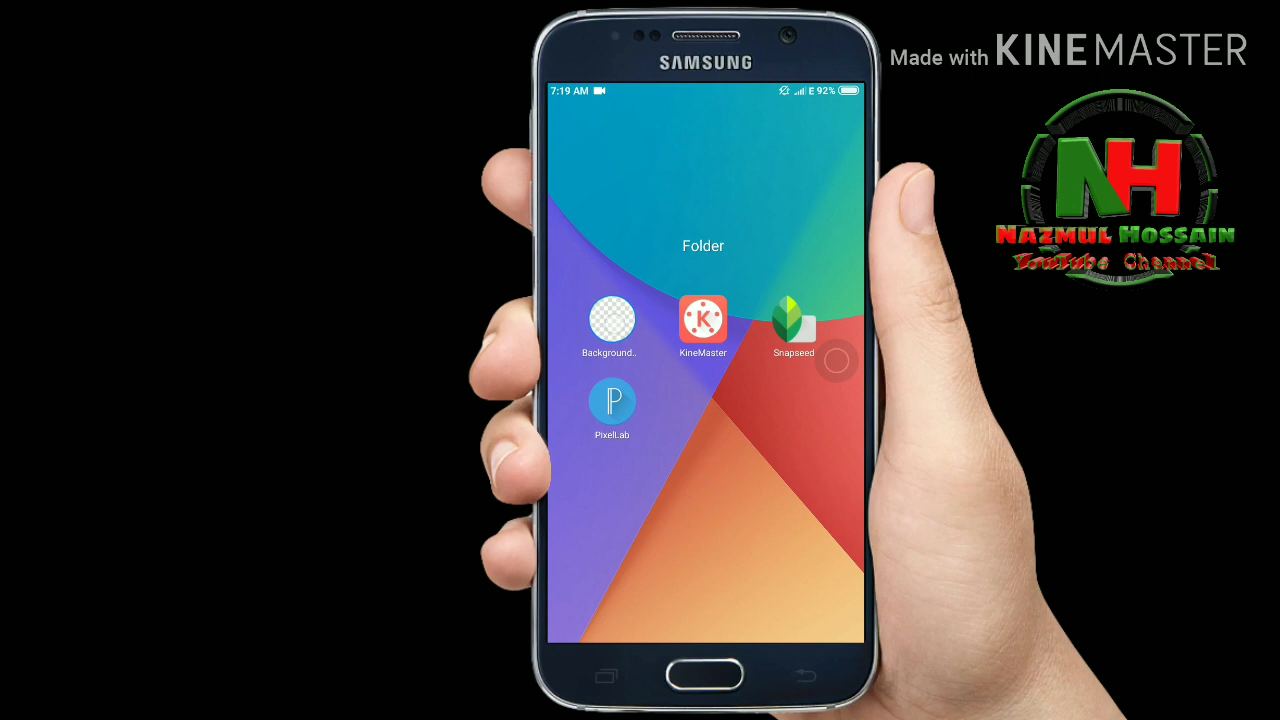 Made with KINEMASTER
SAMSUNG
7:19 AM
E 92%
NH
NAZMUL HOSSAIN
YouTube Channel
Folder
Background..
KineMaster
Snapseed
PixelLab